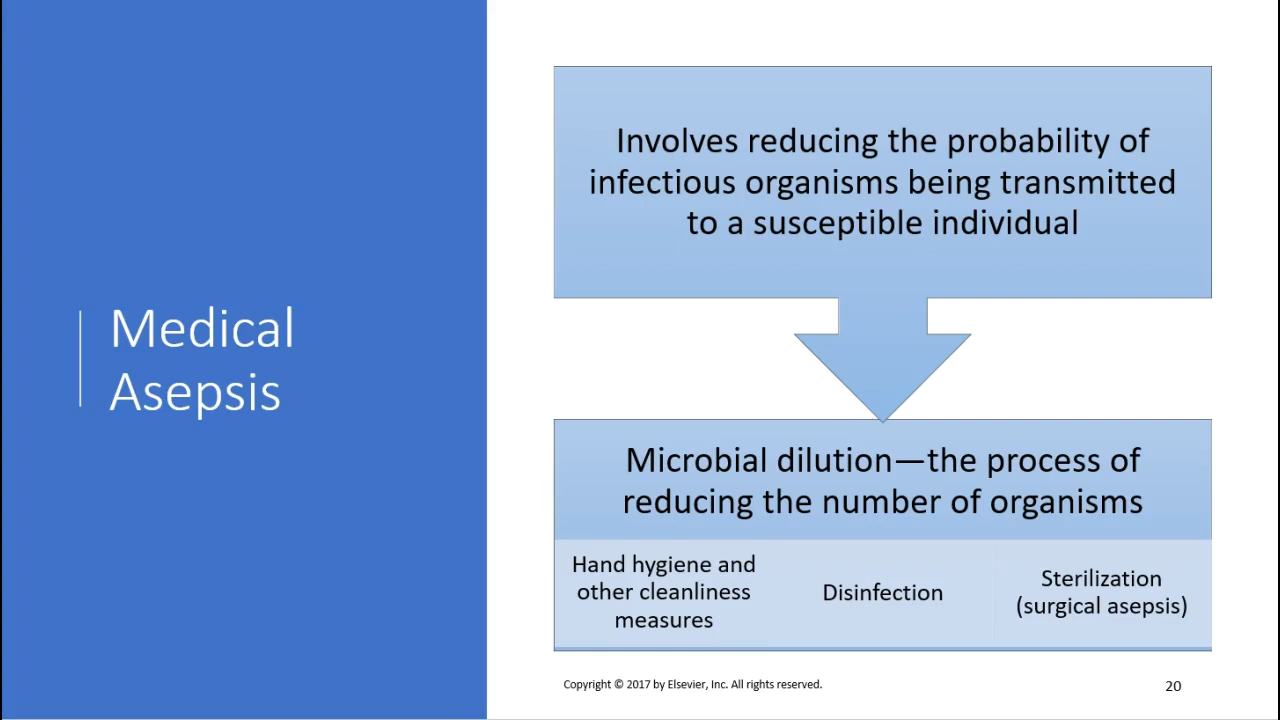 Medical
Asepsis
Involves reducing the probability of
infectious organisms being transmitted
to a susceptible individual
Microbial dilution—the process of
reducing the number of organisms
Hand hygiene and
other cleanliness
measures
Disinfection
Sterilization
(surgical asepsis)
Copyright © 2017 by Elsevier, Inc. All rights reserved.
20